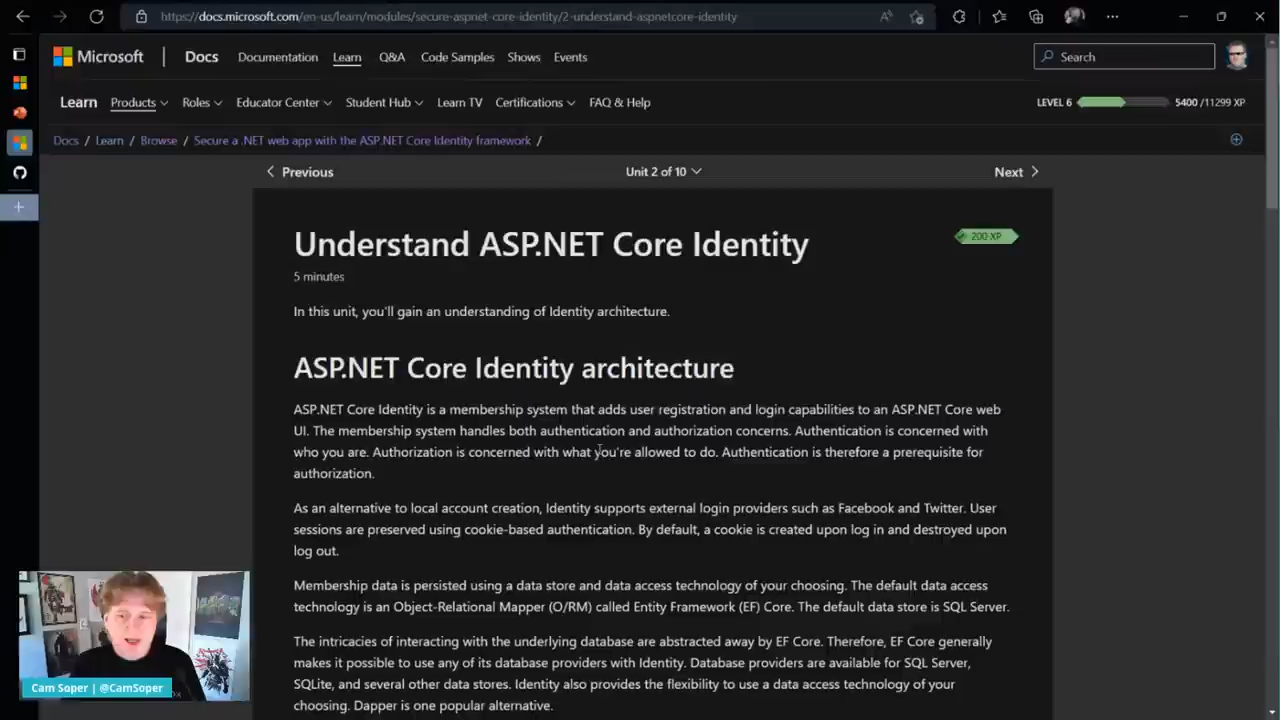 https://docs.microsoft.com/en-us/learn/modules/secure-aspnet-core-identity/2-understand-aspnetcore-identity
Microsoft
Docs
Documentation
Learn
Q&A
Code Samples
Shows
Events
Search
Learn
Products
Roles
Educator Center
Student Hub
Learn TV
Certifications
FAQ & Help
LEVEL 6
5400 /11299 XP
Docs / Learn / Browse / Secure a .NET web app with the ASP.NET Core Identity framework /
Previous
Unit 2 of 10
Next
Understand ASP.NET Core Identity
200 XP
5 minutes
In this unit, you'll gain an understanding of Identity architecture.
ASP.NET Core Identity architecture
ASP.NET Core Identity is a membership system that adds user registration and login capabilities to an ASP.NET Core web
UI. The membership system handles both authentication and authorization concerns. Authentication is concerned with
who you are. Authorization is concerned with what you're allowed to do. Authentication is therefore a prerequisite for
authorization.
As an alternative to local account creation, Identity supports external login providers such as Facebook and Twitter. User
sessions are preserved using cookie-based authentication. By default, a cookie is created upon log in and destroyed upon
log out.
Membership data is persisted using a data store and data access technology of your choosing. The default data access
technology is an Object-Relational Mapper (O/RM) called Entity Framework (EF) Core. The default data store is SQL Server.
The intricacies of interacting with the underlying database are abstracted away by EF Core. Therefore, EF Core generally
makes it possible to use any of its database providers with Identity. Database providers are available for SQL Server,
SQLite, and several other data stores. Identity also provides the flexibility to use a data access technology of your
choosing. Dapper is one popular alternative.
Cam Soper | @CamSoper